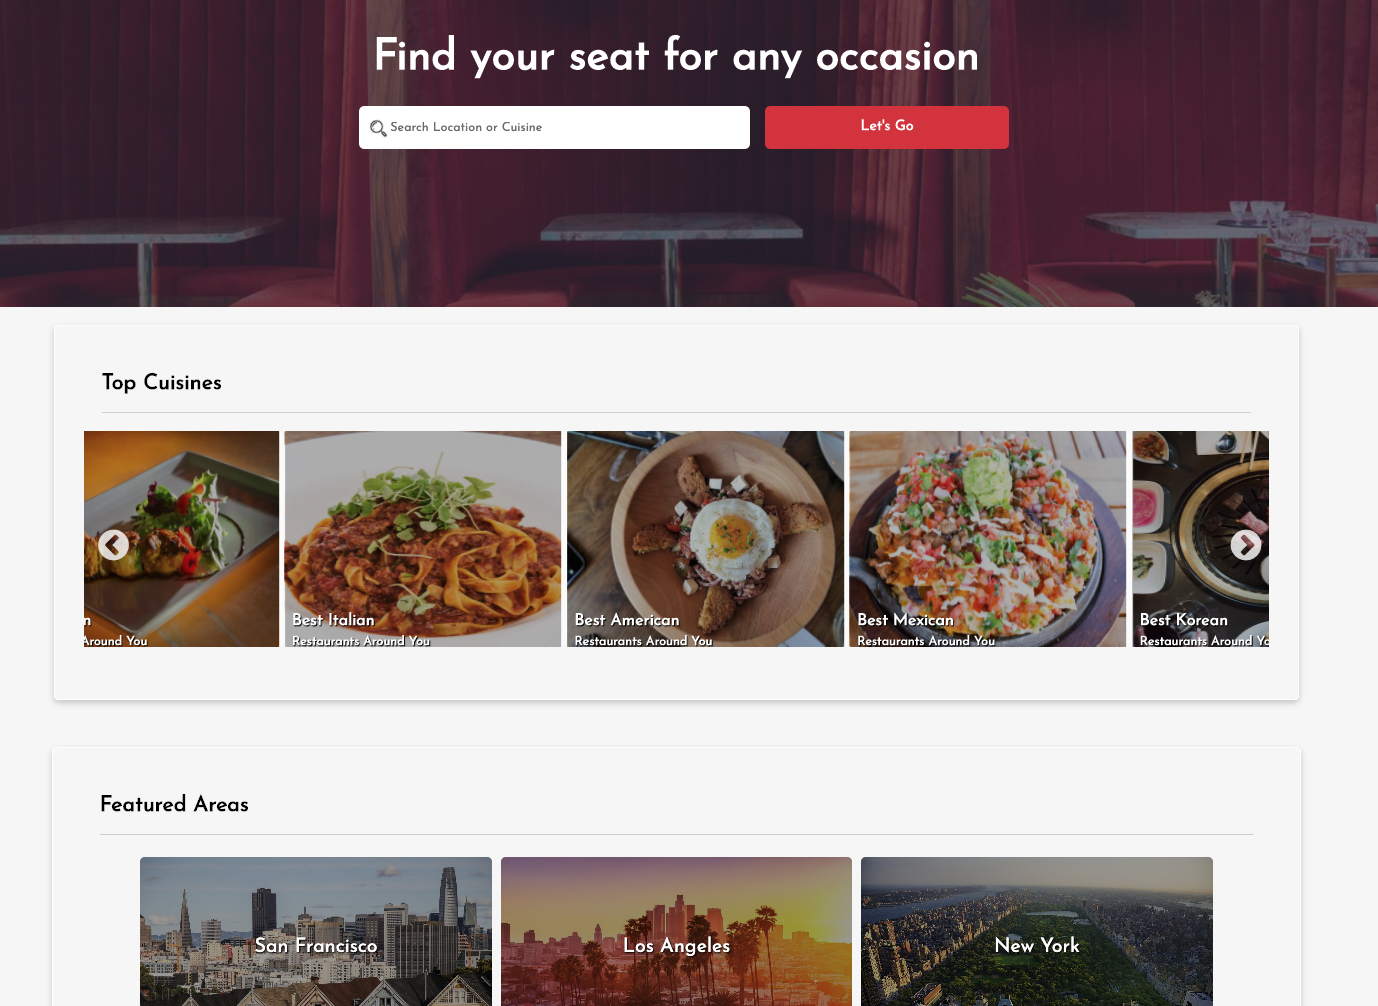 Find your seat for any occasion
Search Location or Cuisine
Let's Go
Top Cuisines
n
Around You
Best Italian
Restaurants Around You
Best American
Restaurants Around You
Best Mexican
Restaurants Around You
Best Korean
Restaurants Around Yo
Featured Areas
San Francisco
Los Angeles
New York